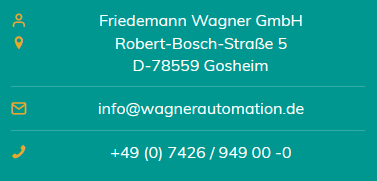 Friedemann Wagner GmbH
Robert-Bosch-Straße 5
D-78559 Gosheim
info@wagnerautomation.de
+49 (0) 7426 / 949 00 -0